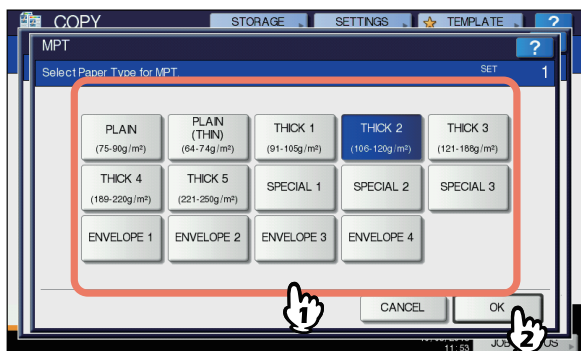 COPY STORAGE SETTINGS TEMPLATE ?
MPT ?
Select Paper Type for MPT. SET 1
PLAIN PLAIN THICK 1 THICK 2 THICK 3
(75-90g/m²) (THIN) (91-105g/m²) (106-120g/m²) (121-188g/m²)
(64-74g/m²)
THICK 4 THICK 5 SPECIAL 1 SPECIAL 2 SPECIAL 3
(189-220g/m²) (221-250g/m²)
ENVELOPE 1 ENVELOPE 2 ENVELOPE 3 ENVELOPE 4
1
CANCEL OK
2
11:53